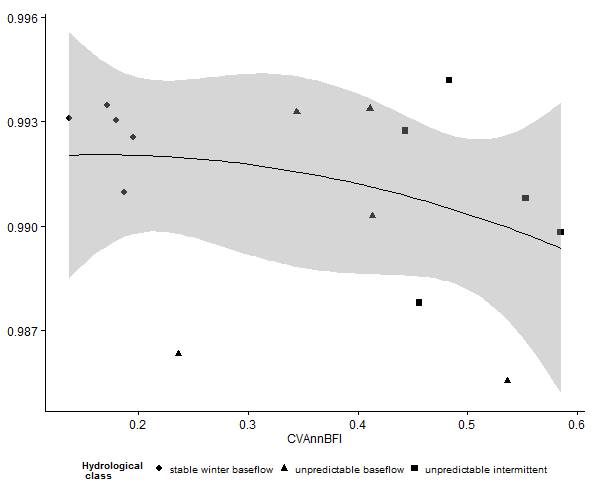 0.996
0.993
0.990
0.987
0.2 0.3 0.4 0.5 0.6
CVAnnBFI
Hydrological
class
stable winter baseflow unpredictable baseflow unpredictable intermittent